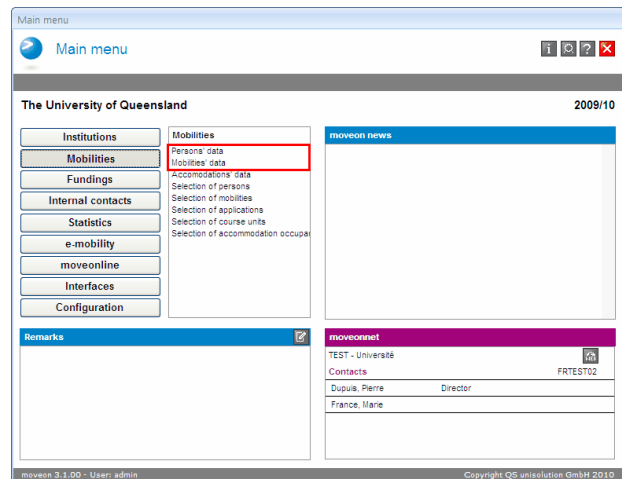 Main menu
Main menu
The University of Queensland
2009/10
Institutions
Mobilities
Fundings
Internal contacts
Statistics
e-mobility
moveonline
Interfaces
Configuration
Mobilities
Persons' data
Mobilities' data
Accomodations' data
Selection of persons
Selection of mobilities
Selection of applications
Selection of course units
Selection of accommodation occupan
moveon news
Remarks
moveonnet
TEST - Université
Contacts FRTEST02
Dupuis, Pierre Director
France, Marie
moveon 3.1.00 - User: admin
Copyright QS unisolution GmbH 2010